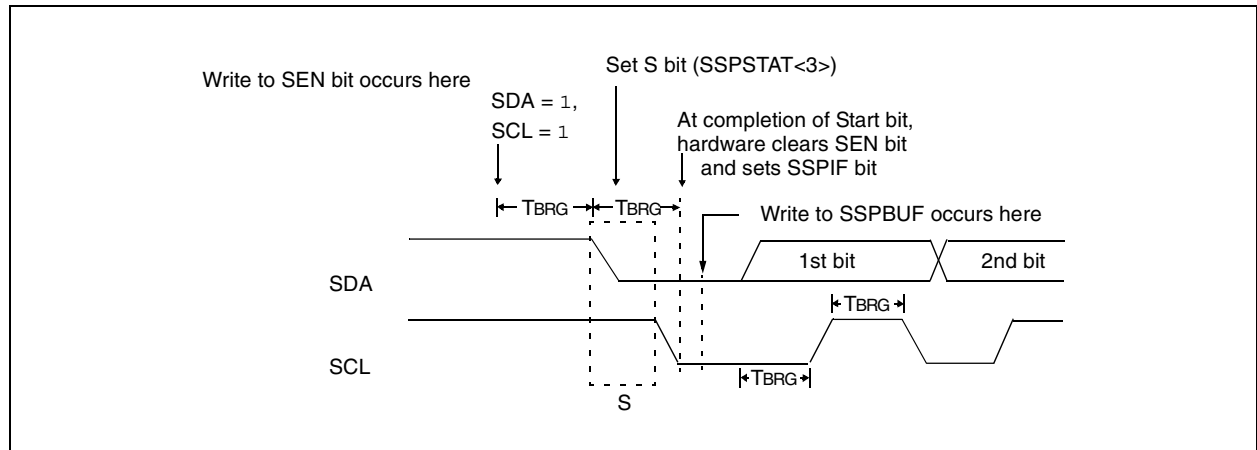 Set S bit (SSPSTAT<3>)
Write to SEN bit occurs here
SDA = 1,
SCL = 1
At completion of Start bit,
hardware clears SEN bit
and sets SSPIF bit
TBRG
TBRG
Write to SSPBUF occurs here
1st bit
2nd bit
SDA
TBRG
SCL
TBRG
S